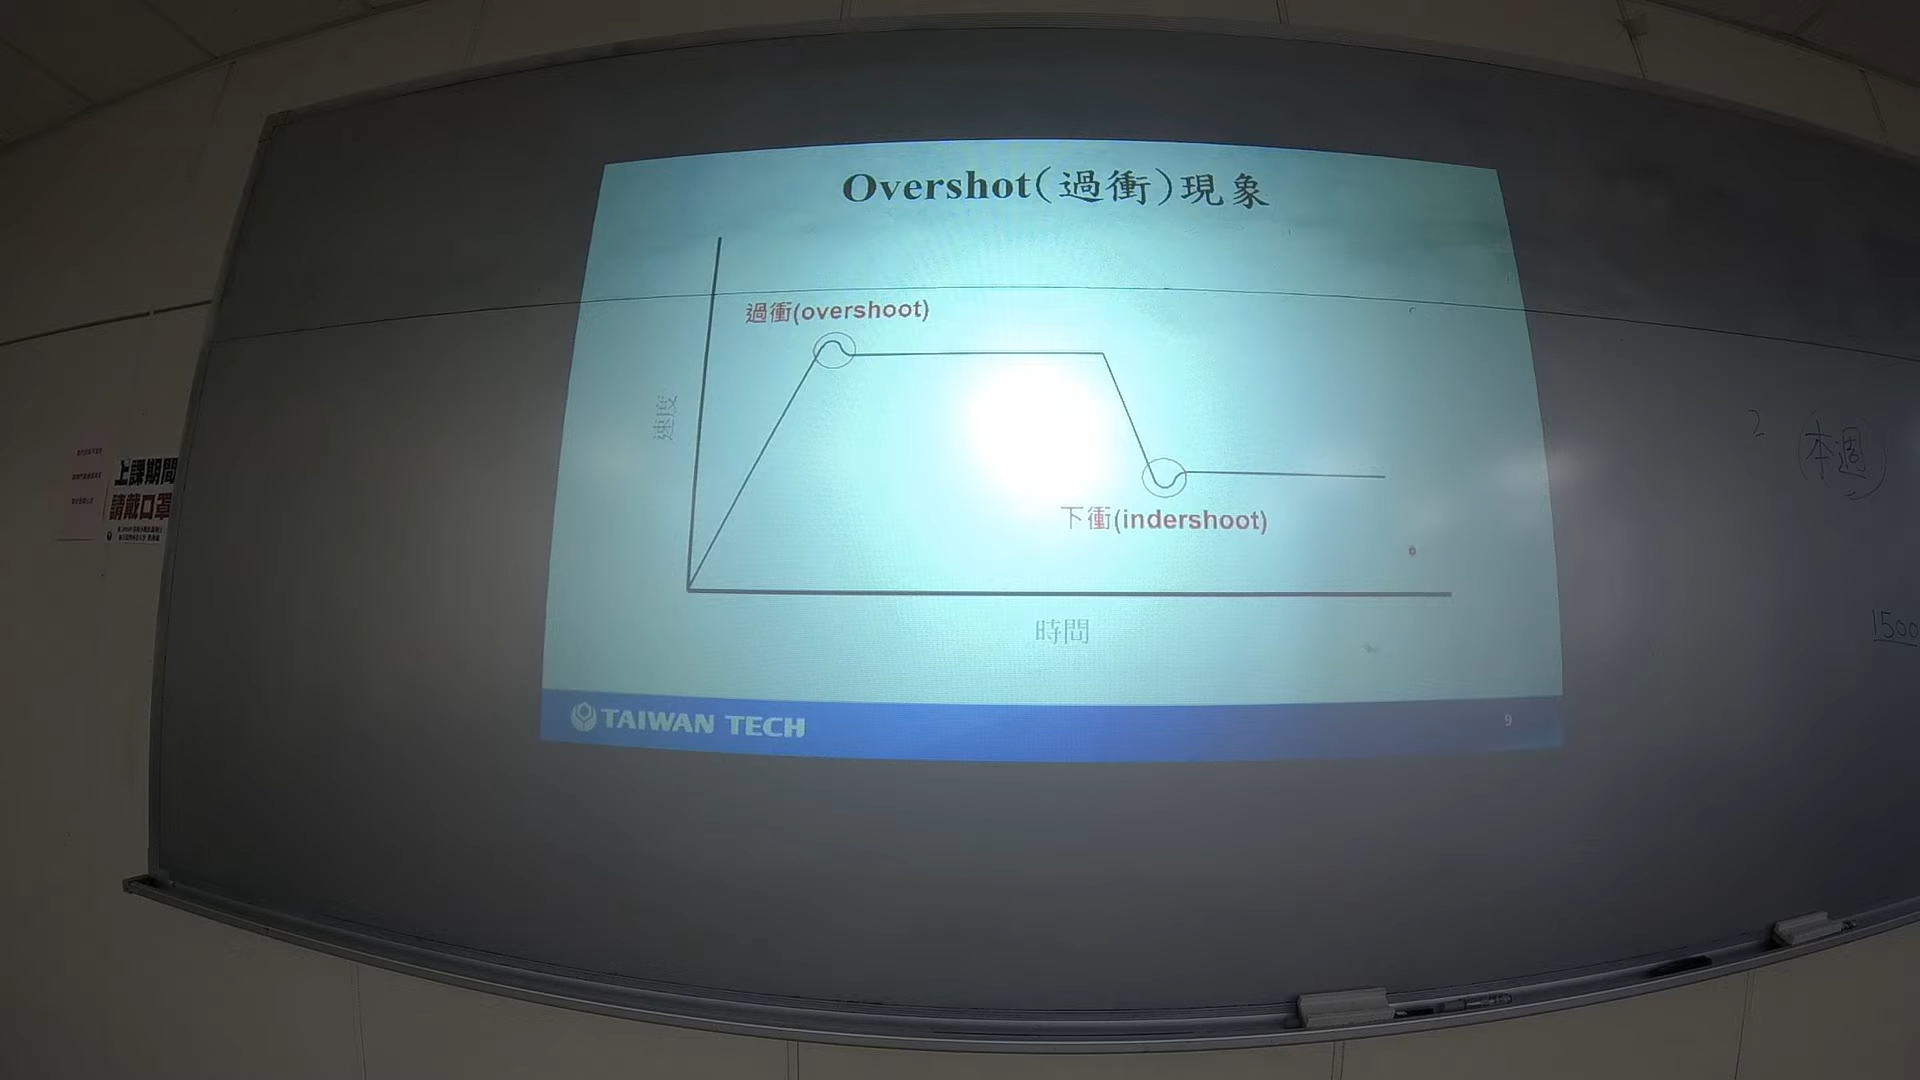 Overshot(過衝)現象
過衝(overshoot)
速度
下衝(indershoot)
時間
TAIWAN TECH
9
上課期間
請戴口罩
2
本週
1500